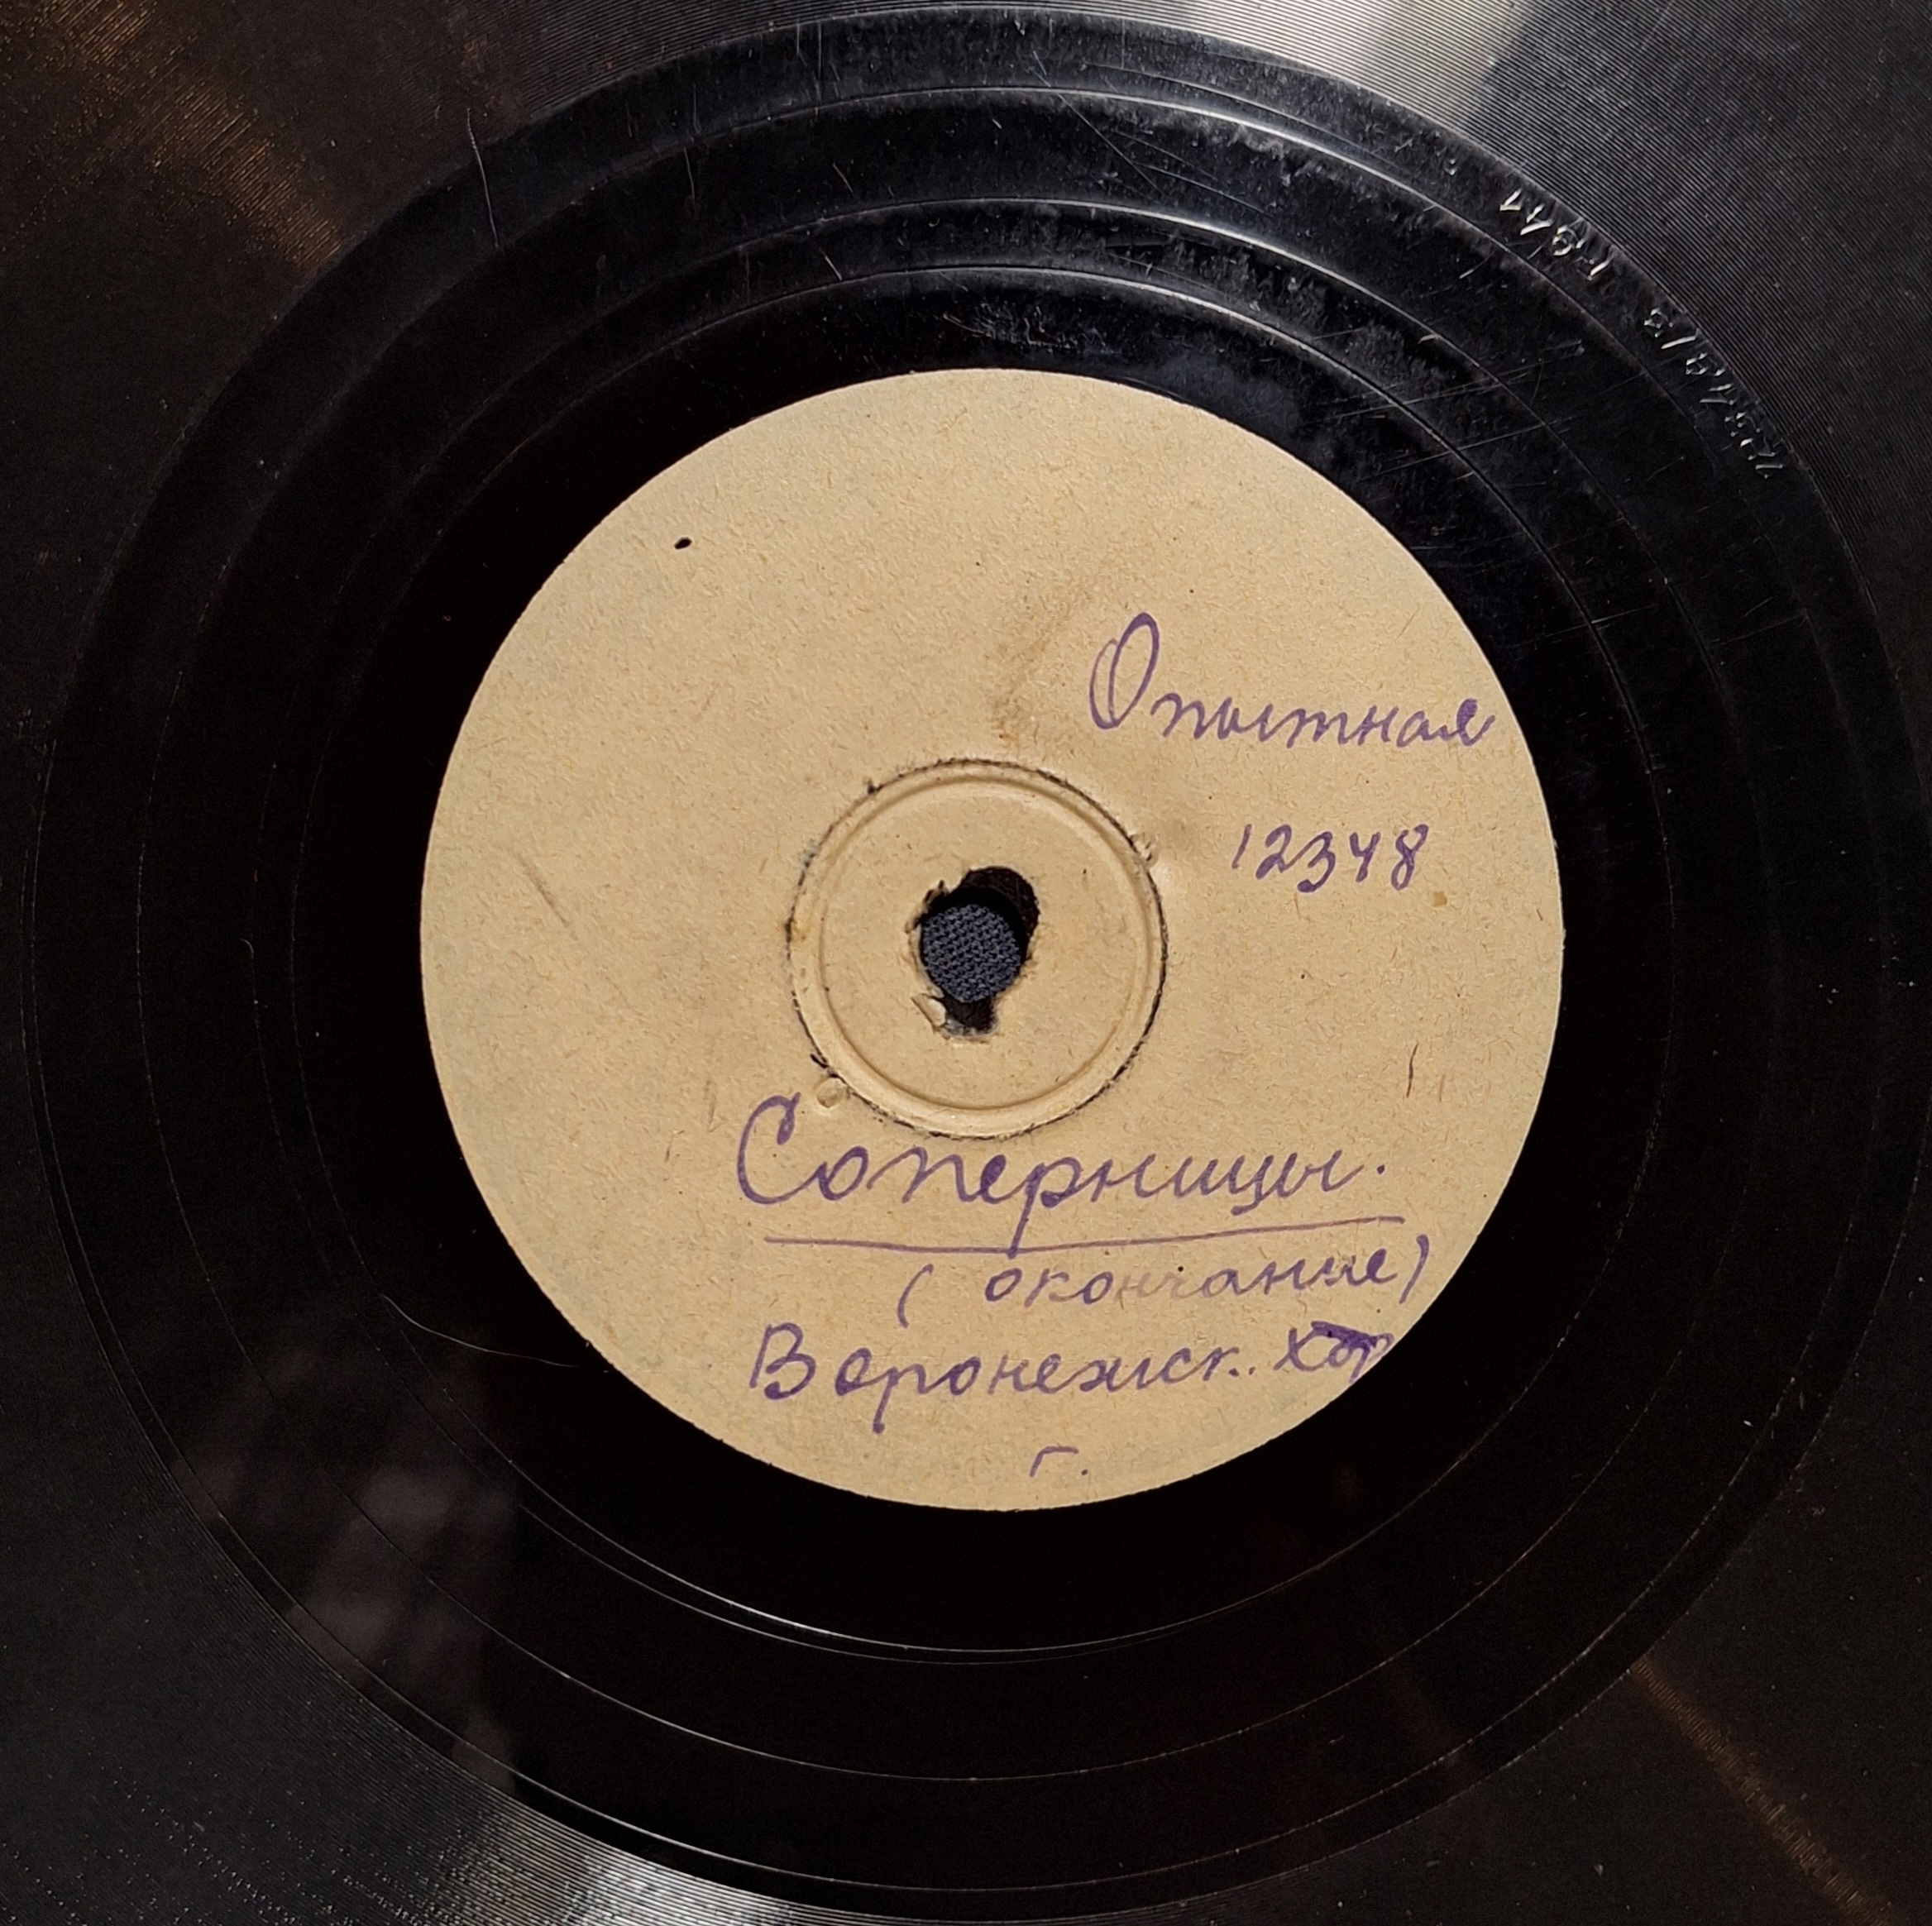 Опытная
12348
Соперницы.
(окончание)
Воронежск. хор
г.